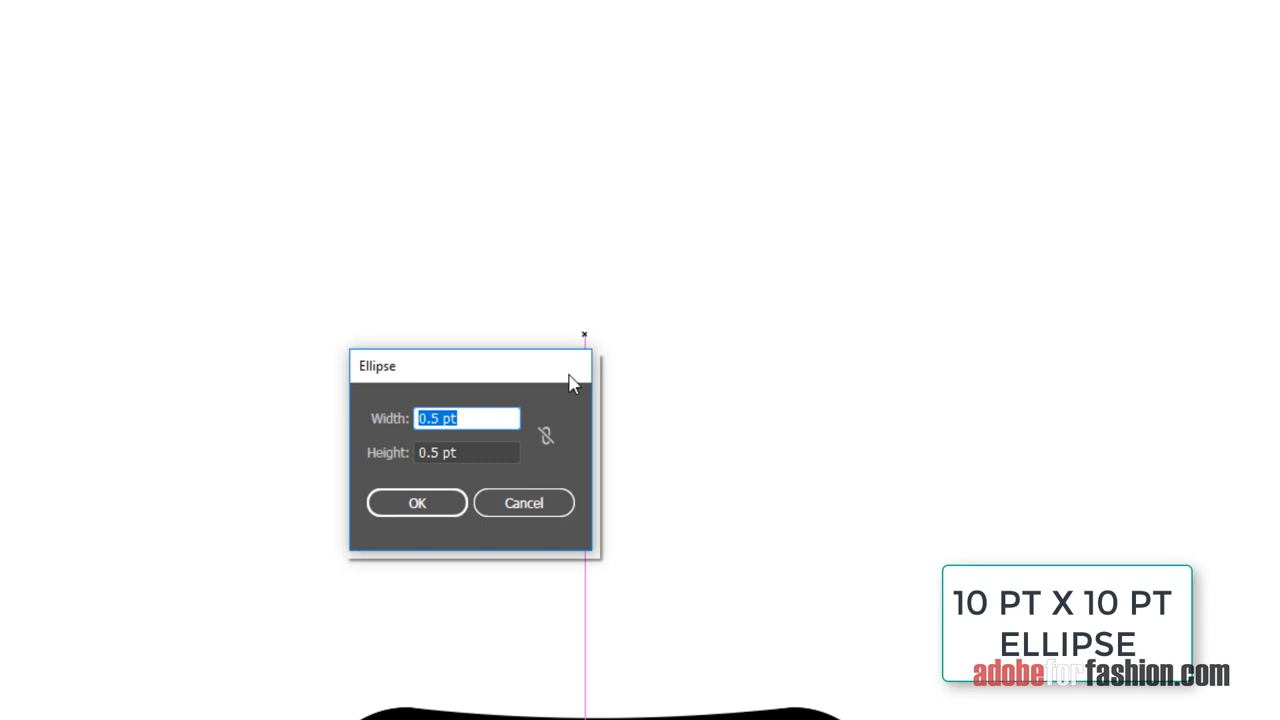 Ellipse
Width: 0.5 pt
Height: 0.5 pt
OK Cancel
10 PT X 10 PT
ELLIPSE
adobeforfashion.com